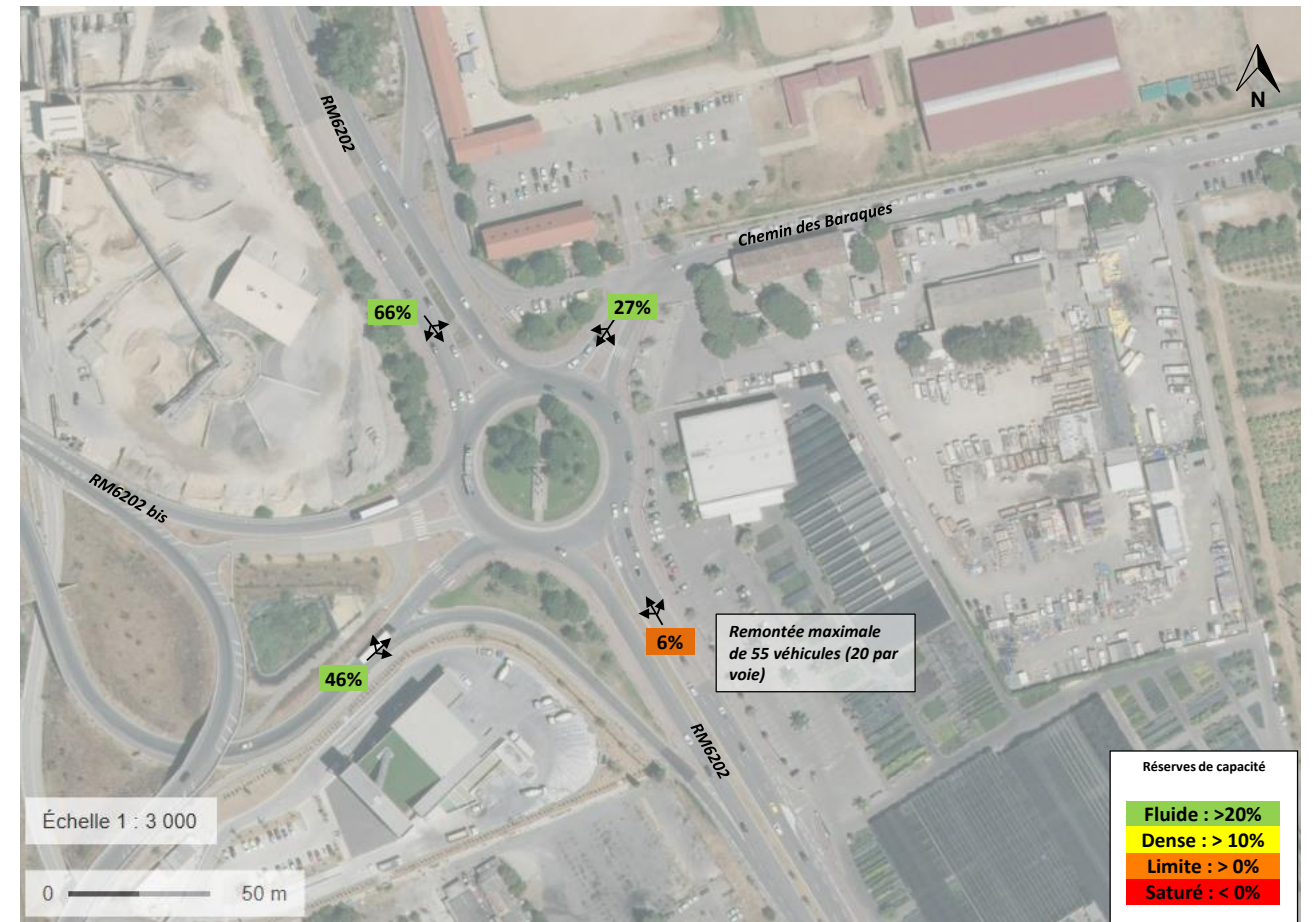 RM6202
N
Chemin des Baraques
66%
27%
RM6202 bis
6%
Remontée maximale
de 55 véhicules (20 par
voie)
46%
RM6202
Réserves de capacité
Fluide : >20%
Dense : > 10%
Limite : > 0%
Saturé : < 0%
Échelle 1 : 3 000
0 50 m